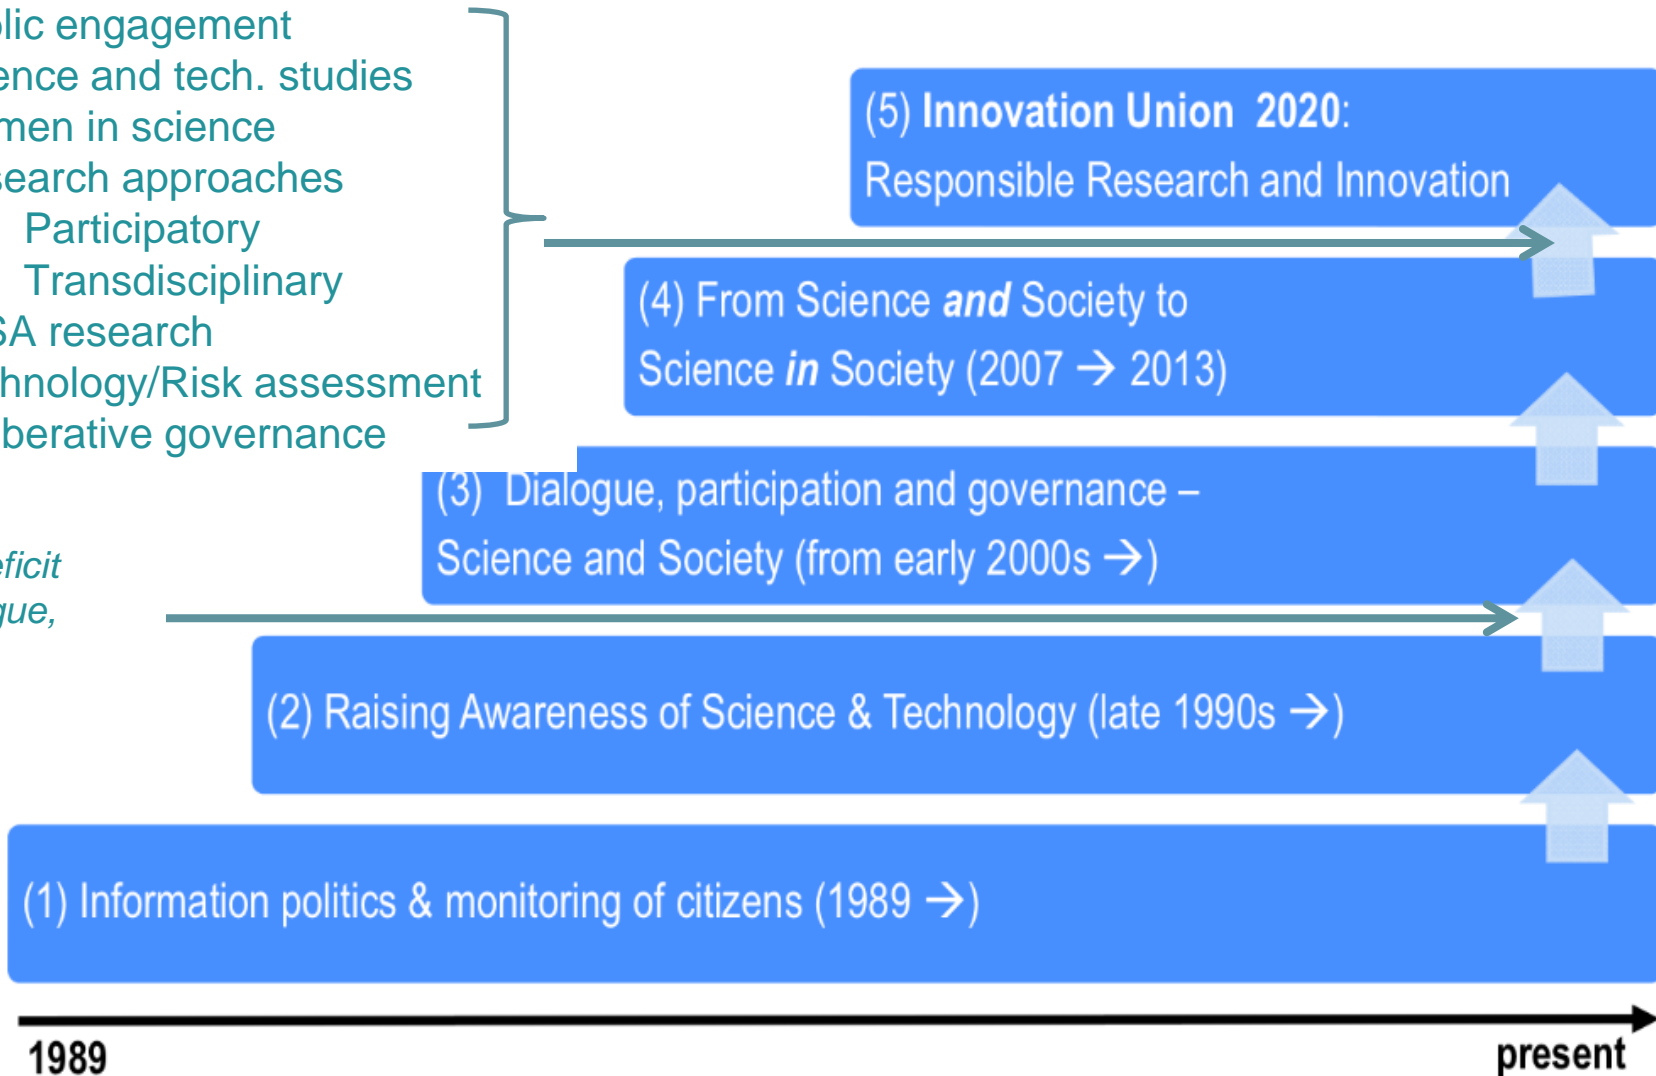 lic engagement
ence and tech. studies
men in science
search approaches
Participatory
Transdisciplinary
SA research
hnology/Risk assessment
berative governance
eficit
gue,
(5) Innovation Union 2020:
Responsible Research and Innovation
(4) From Science and Society to
Science in Society (2007 → 2013)
(3) Dialogue, participation and governance –
Science and Society (from early 2000s →)
(2) Raising Awareness of Science & Technology (late 1990s →)
(1) Information politics & monitoring of citizens (1989 →)
1989
present